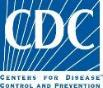 CDC
CENTERS FOR DISEASE
CONTROL AND PREVENTION